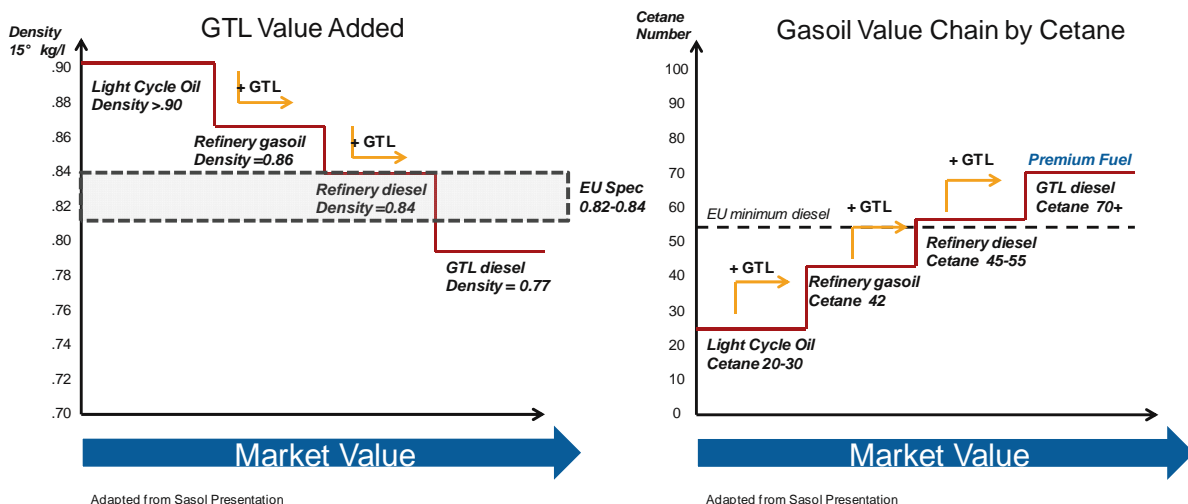 GTL Value Added
Density
15° kg/l
.90
.88
.86
.84
.82
.80
.78
.76
.74
.72
.70
Light Cycle Oil
Density >.90
+ GTL
Refinery gasoil
Density =0.86
+ GTL
Refinery diesel
Density =0.84
EU Spec
0.82-0.84
GTL diesel
Density = 0.77
Market Value
Adapted from Sasol Presentation
Gasoil Value Chain by Cetane
Cetane
Number
100
90
80
70
60
50
40
30
20
10
0
Premium Fuel
GTL diesel
Cetane 70+
+ GTL
EU minimum diesel
+ GTL
Refinery diesel
Cetane 45-55
+ GTL
Refinery gasoil
Cetane 42
Light Cycle Oil
Cetane 20-30
Market Value
Adapted from Sasol Presentation